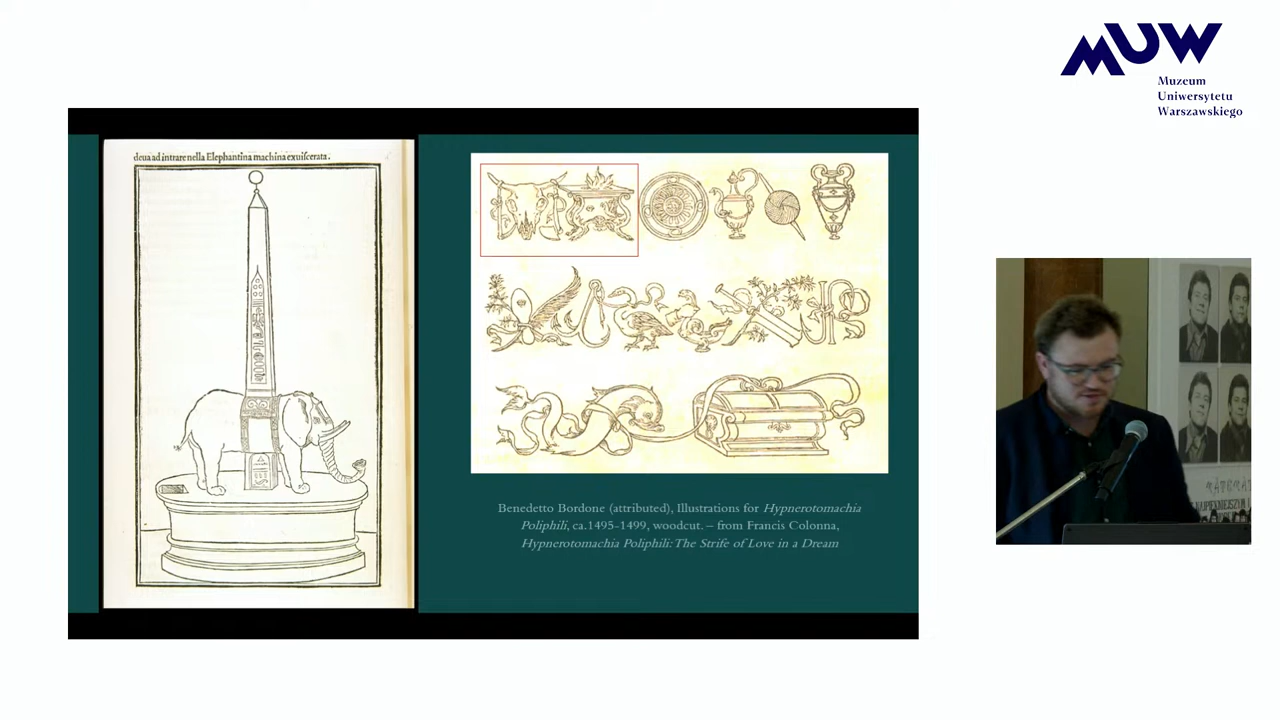 MUW
Muzeum
Uniwersytetu
Warszawskiego
deua ad intrare nella Elephantina machina exuiscerata.
Benedetto Bordone (attributed), Illustrations for Hypnerotomachia
Poliphili, ca.1495-1499, woodcut. – from Francis Colonna,
Hypnerotomachia Poliphili: The Strife of Love in a Dream